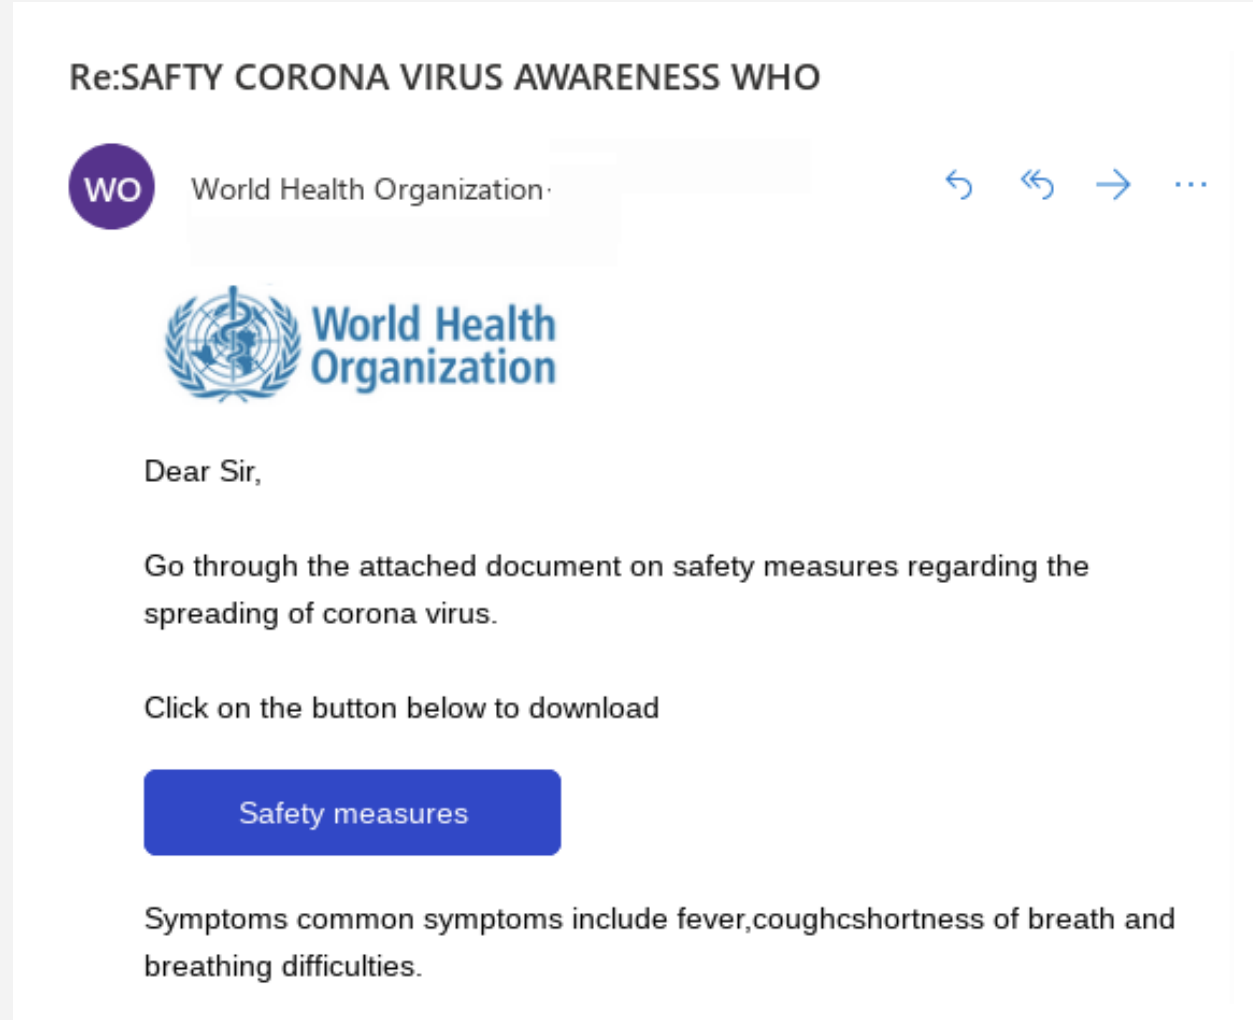 Re:SAFTY CORONA VIRUS AWARENESS WHO
WO
World Health Organization·
World Health
Organization
Dear Sir,
Go through the attached document on safety measures regarding the
spreading of corona virus.
Click on the button below to download
Safety measures
Symptoms common symptoms include fever,coughcshortness of breath and
breathing difficulties.